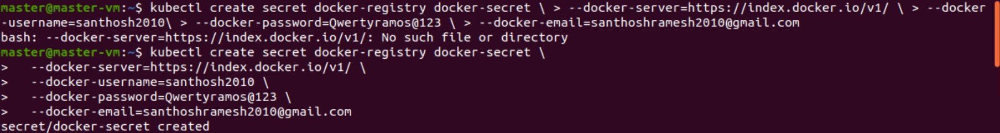 master@master-vm:~$ kubectl create secret docker-registry docker-secret \ > --docker-server=https://index.docker.io/v1/ \ > --docker
-username=santhosh2010\ > --docker-password=Qwertyramos@123 \ > --docker-email=santhoshramesh2010@gmail.com
bash: --docker-server=https://index.docker.io/v1/: No such file or directory
master@master-vm:~$ kubectl create secret docker-registry docker-secret \
>   --docker-server=https://index.docker.io/v1/ \
>   --docker-username=santhosh2010 \
>   --docker-password=Qwertyramos@123 \
>   --docker-email=santhoshramesh2010@gmail.com
secret/docker-secret created